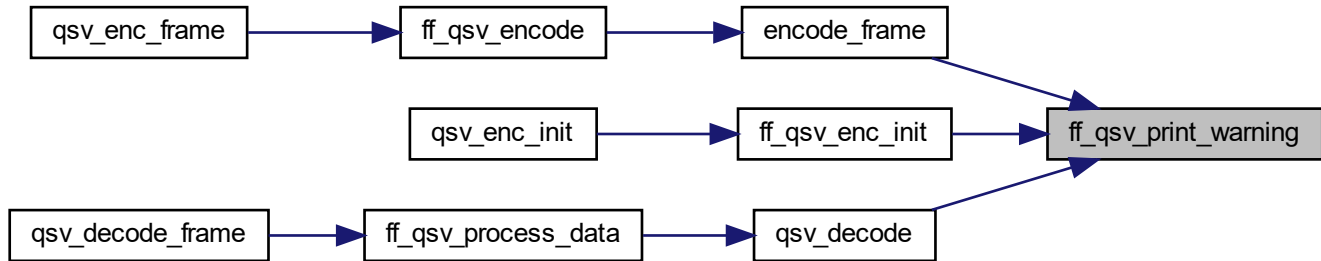 qsv_enc_frame
ff_qsv_encode
encode_frame
qsv_enc_init
ff_qsv_enc_init
ff_qsv_print_warning
qsv_decode_frame
ff_qsv_process_data
qsv_decode